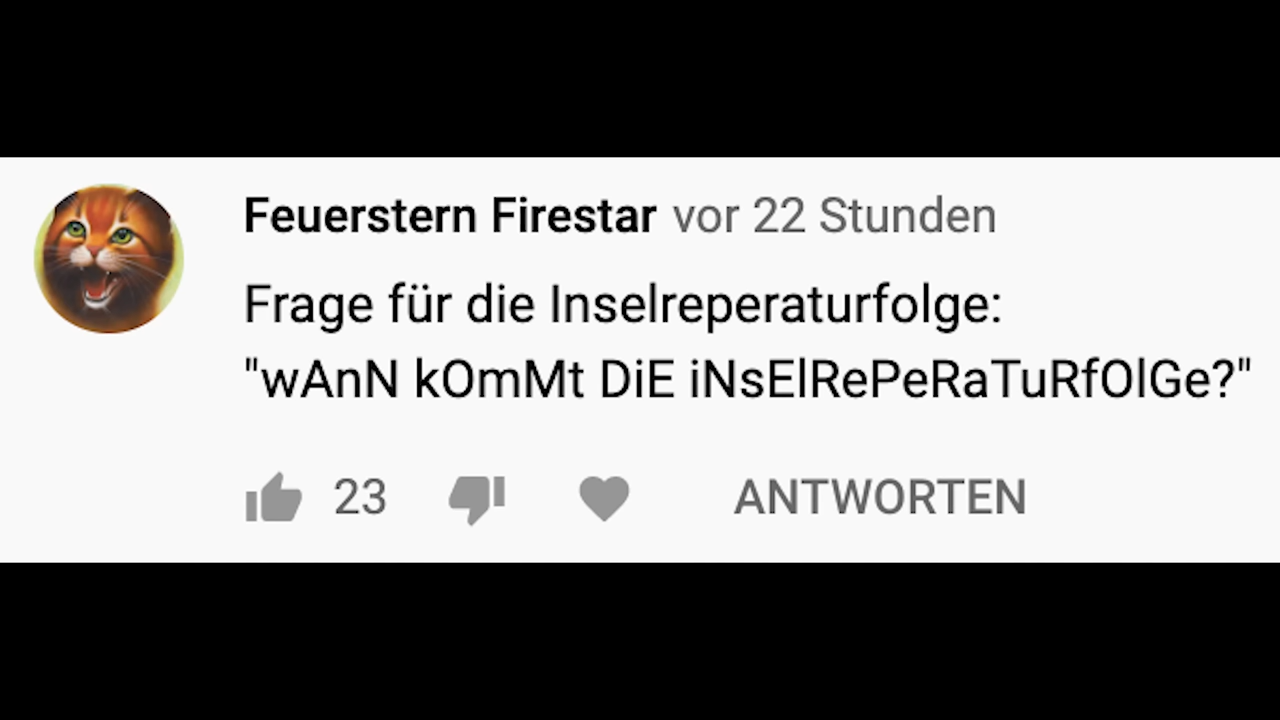 Feuerstern Firestar vor 22 Stunden
Frage für die Inselreperaturfolge:
"wAnN kOmMt DiE iNsElRePeRaTuRfOlGe?"
23 ANTWORTEN